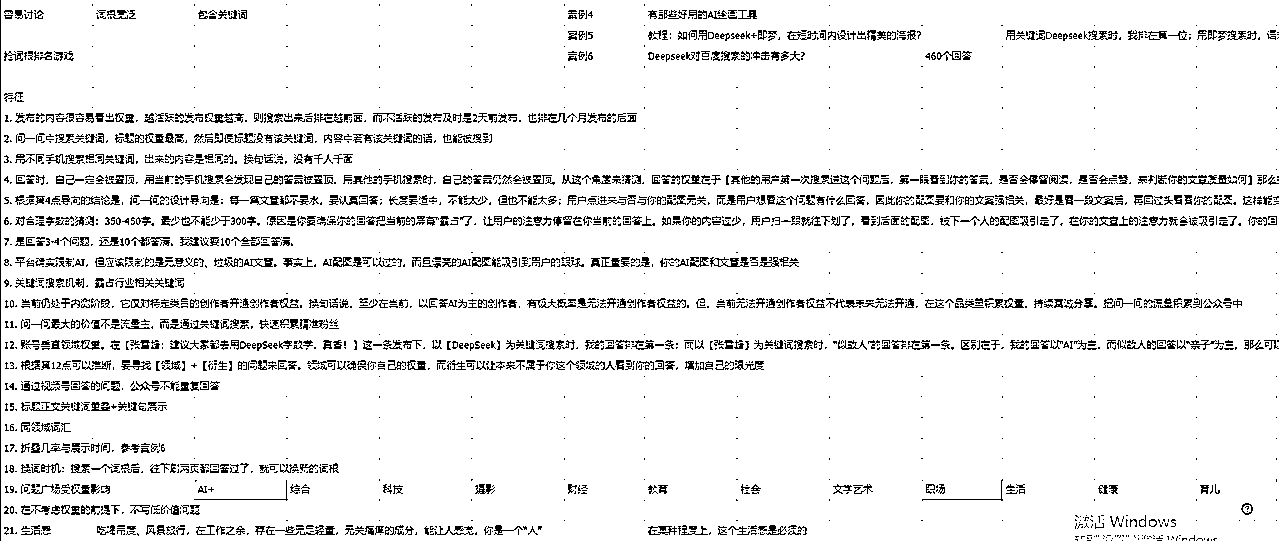 容易讨论 词根宽泛 包含关键词 案例4 有那些好用的AI绘画工具
案例5 教程：如何用Deepseek+即梦，在短时间内设计出精美的海报？ 用关键词Deepseek搜索时，我排在第一位；用即梦搜索时，
抢词根排名游戏 案例6 Deepseek对百度搜索的冲击有多大？ 460个回答
特征
1. 发布的内容很容易看出权重，越活跃的发布权重越高，则搜索出来后排在越前面，而不活跃的发布及时是2天前发布，也排在几个月发布的后面
2. 问一问中搜索关键词，标题的权重最高，然后即便标题没有该关键词，内容中若有该关键词的话，也能被搜到
3. 用不同手机搜索相同关键词，出来的内容是相同的。换句话说，没有千人千面
4. 回答时，自己一定会被置顶，用当前的手机搜索会发现自己的答案被置顶，用其他的手机搜索时，自己的答案仍然会被置顶。从这个角度来猜测，回答的权重在于【其他的用户第一次搜索进这个问题后，第一眼看到你的答案，是否会停留阅读，是否会点赞，来判断你的文章质量如何】那么
5. 根据第4点导向的结论是，问一问的设计导向是：每一篇文章都不要水，要认真回答；长度要适中，不能太少，但也不能太多；用户点进来与否与你的配图无关，而是用户想要这个问题有什么回答，因此你的配图要和你的文案强相关，最好是看一段文案后，再回过头看看你的配图。这样能
6. 对合理字数的猜测：350-450字。最少也不能少于300字。原因是你要确保你的回答把当前的屏幕"霸占"了，让用户的注意力停留在你当前的回答上。如果你的内容过少，用户扫一眼就往下划了，看到后面的配图，被下一个人的配图吸引走了，在你的文章上的注意力就会被吸引走了。你的回
7. 是回答3-4个问题，还是10个都答满。我建议要10个全部回答满。
8. 平台确实限制AI，但应该限制的是无意义的、垃圾的AI文章。事实上，AI配图是可以过的，而且漂亮的AI配图能吸引到用户的眼球。真正重要的是，你的AI配图和文章是否是强相关
9. 关键词搜索机制，霸占行业相关关键词
10. 当前仍处于内测阶段，它仅对特定类目的创作者开通创作者权益。换句话说，至少在当前，以回答AI为主的创作者，有极大概率是无法开通创作者权益的。但，当前无法开通创作者权益不代表未来无法开通，在这个品类里积累权重，持续真诚分享。把问一问的流量积累到公众号中
11. 问一问最大的价值不是流量主，而是通过关键词搜索，快速积累精准粉丝
12. 账号垂直领域权重。在【张雪峰：建议大家都去用DeepSeek学数学，真香！】这一条发布下，以【DeepSeek】为关键词搜索时，我的回答排在第一条；而以【张雪峰】为关键词搜索时，"似故人"的回答排在第一条。区别在于，我的回答以"AI"为主，而似故人的回答以"亲子"为主，那么可以
13. 根据第12点可以推断，要寻找【领域】+【衍生】的问题来回答。领域可以确保你自己的权重，而衍生可以让本来不属于你这个领域的人看到你的回答，增加自己的曝光度
14. 通过视频号回答的问题，公众号不能重复回答
15. 标题正文关键词重叠+关键句展示
16. 同领域词汇
17. 折叠几率与展示时间，参考案例6
18. 换词时机：搜索一个词根后，往下刷两页都回答过了，就可以换新的词根
19. 问题广场受权重影响 AI+ 综合 科技 摄影 财经 教育 社会 文学艺术 职场 生活 健康 育儿
20. 在不考虑权重的前提下，不写低价值问题
21. 生活感 吃喝用度、风景旅行，在工作之余，存在一些无足轻重，无关痛痒的成分，能让人感觉，你是一个"人" 在某种程度上，这个生活感是必须的
激活 Windows